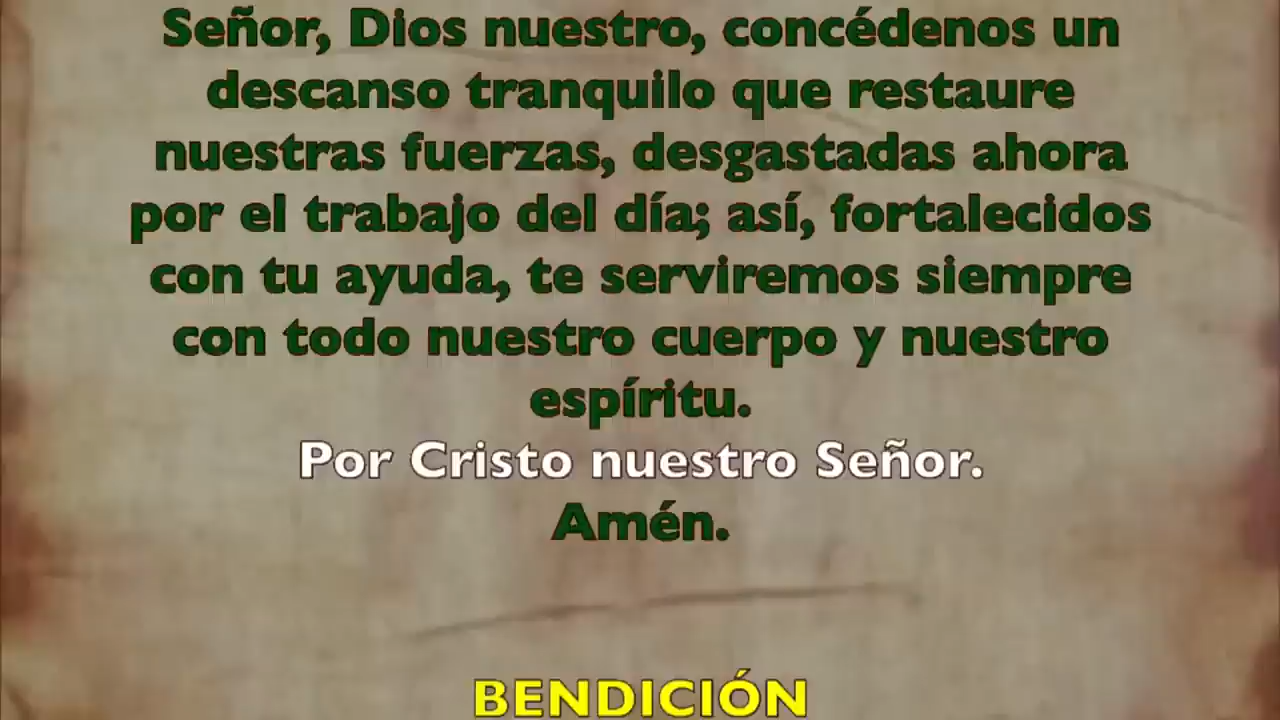 Señor, Dios nuestro, concédenos un
descanso tranquilo que restaure
nuestras fuerzas, desgastadas ahora
por el trabajo del día; así, fortalecidos
con tu ayuda, te serviremos siempre
con todo nuestro cuerpo y nuestro
espíritu.
Por Cristo nuestro Señor.
Amén.
BENDICIÓN